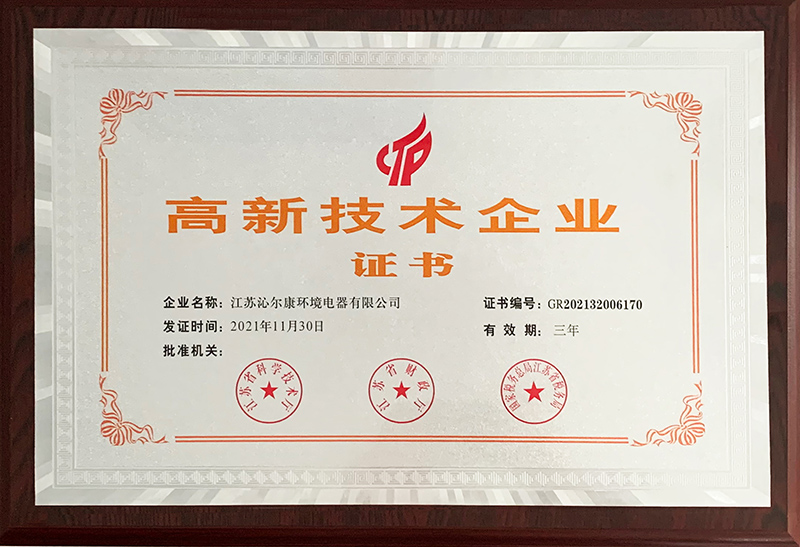 CTP
高新技术企业
证书
企业名称：江苏沁尔康环境电器有限公司
证书编号：GR202132006170
发证时间：2021年11月30日
有效期：三年
批准机关：
江苏省科学技术厅
江苏省财政厅
国家税务总局江苏省税务局